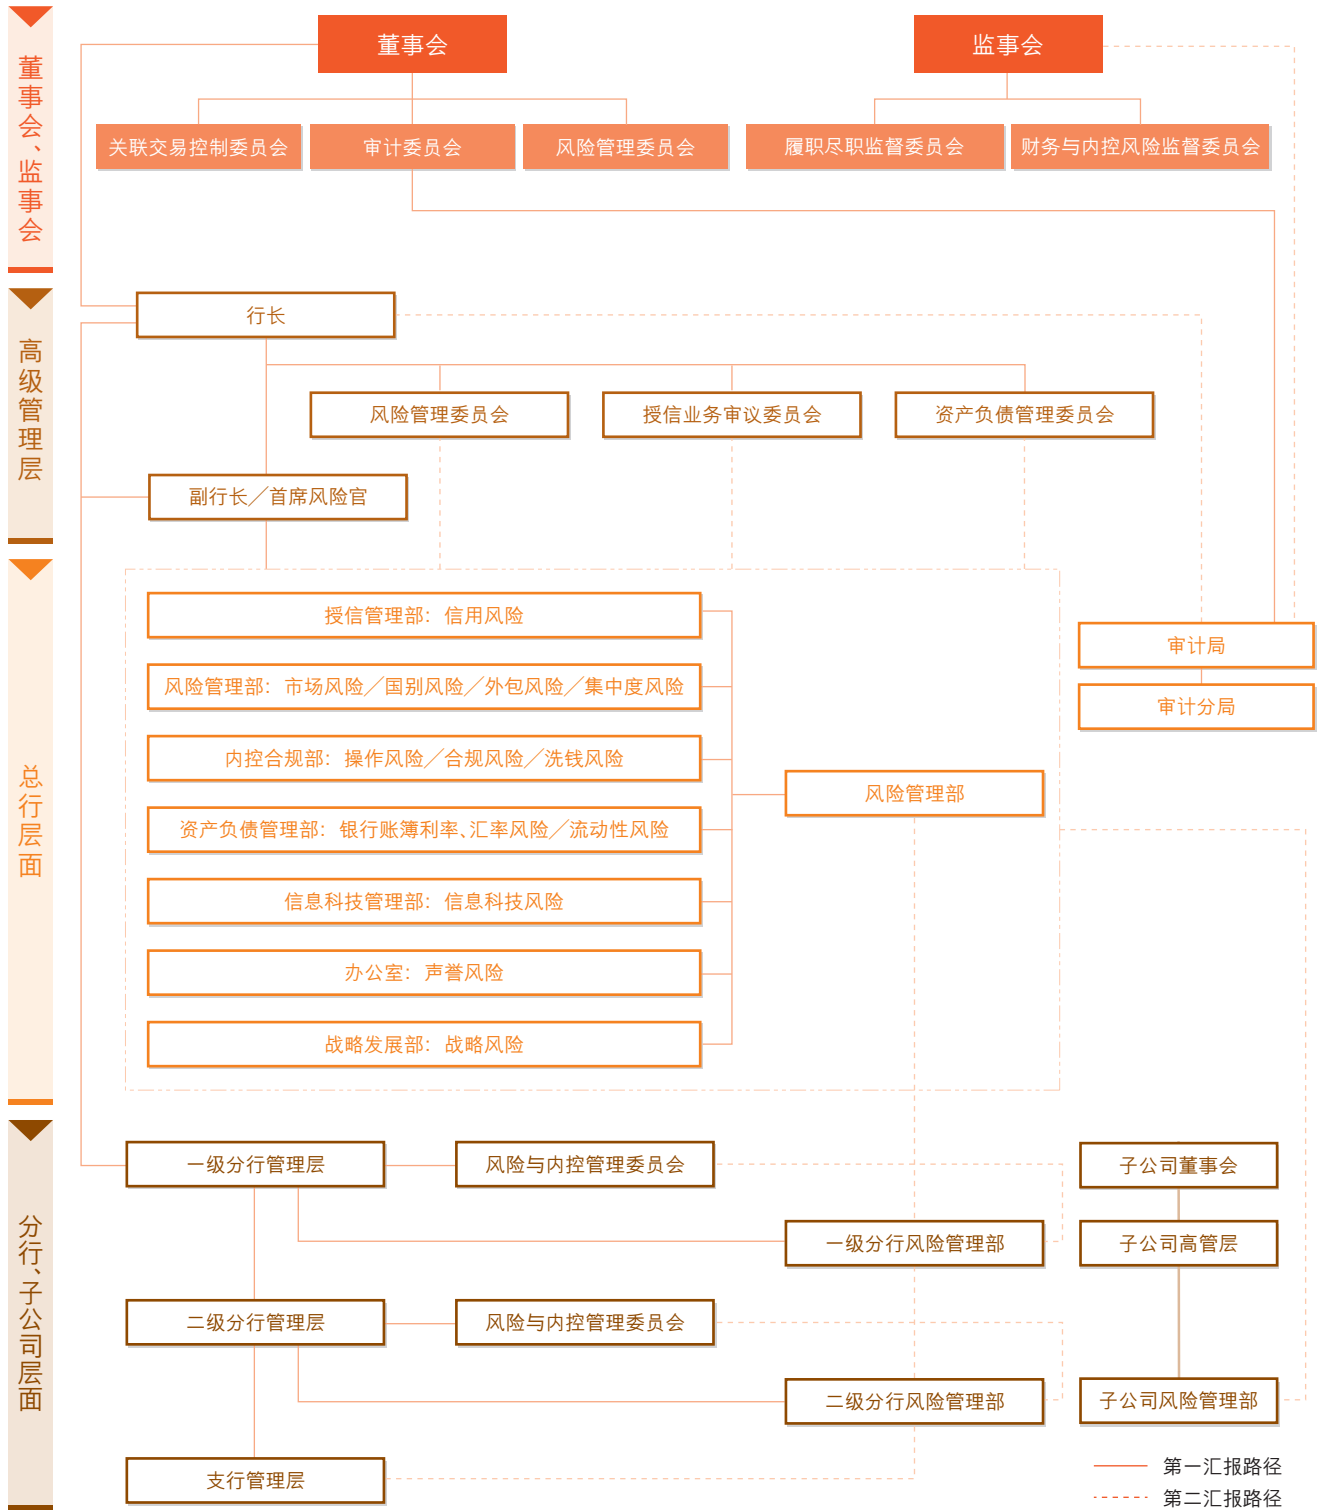 董事会、监事会
董事会
监事会
关联交易控制委员会
审计委员会
风险管理委员会
履职尽职监督委员会
财务与内控风险监督委员会
高级管理层
行长
风险管理委员会
授信业务审议委员会
资产负债管理委员会
副行长╱首席风险官
总行层面
授信管理部：信用风险
风险管理部：市场风险╱国别风险╱外包风险╱集中度风险
内控合规部：操作风险╱合规风险╱洗钱风险
资产负债管理部：银行账簿利率、汇率风险╱流动性风险
信息科技管理部：信息科技风险
办公室：声誉风险
战略发展部：战略风险
风险管理部
审计局
审计分局
分行、子公司层面
一级分行管理层
风险与内控管理委员会
子公司董事会
一级分行风险管理部
子公司高管层
二级分行管理层
风险与内控管理委员会
二级分行风险管理部
子公司风险管理部
支行管理层
第一汇报路径
第二汇报路径